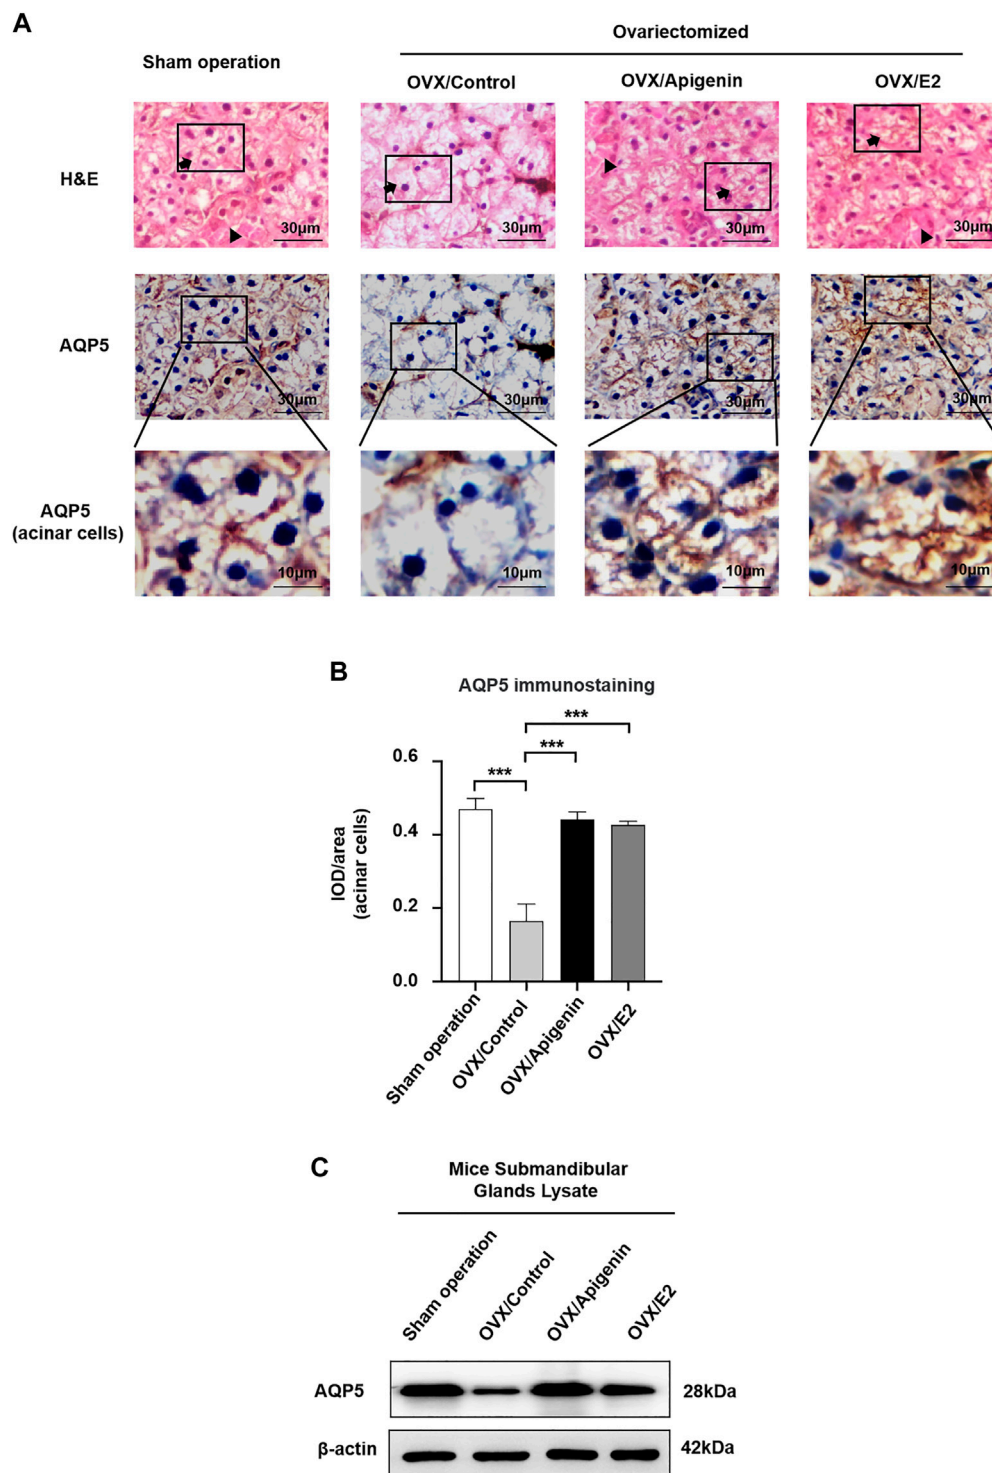 A
Ovariectomized
Sham operation
OVX/Control
OVX/Apigenin
OVX/E2
H&E
30μm
30μm
30μm
30μm
AQP5
30μm
30μm
30μm
30μm
AQP5
(acinar cells)
10μm
10μm
10μm
10μm
B
AQP5 immunostaining
***
***
***
0.6
0.4
0.2
0.0
IOD/area
(acinar cells)
Sham operation
OVX/Control
OVX/Apigenin
OVX/E2
C
Mice Submandibular
Glands Lysate
Sham operation
OVX/Control
OVX/Apigenin
OVX/E2
AQP5
28kDa
β-actin
42kDa